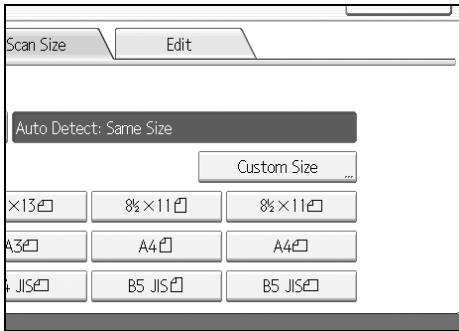 Scan Size Edit
Auto Detect: Same Size
Custom Size ...
×13 8½×11 8½×11
A3 A4 A4
JIS B5 JIS B5 JIS